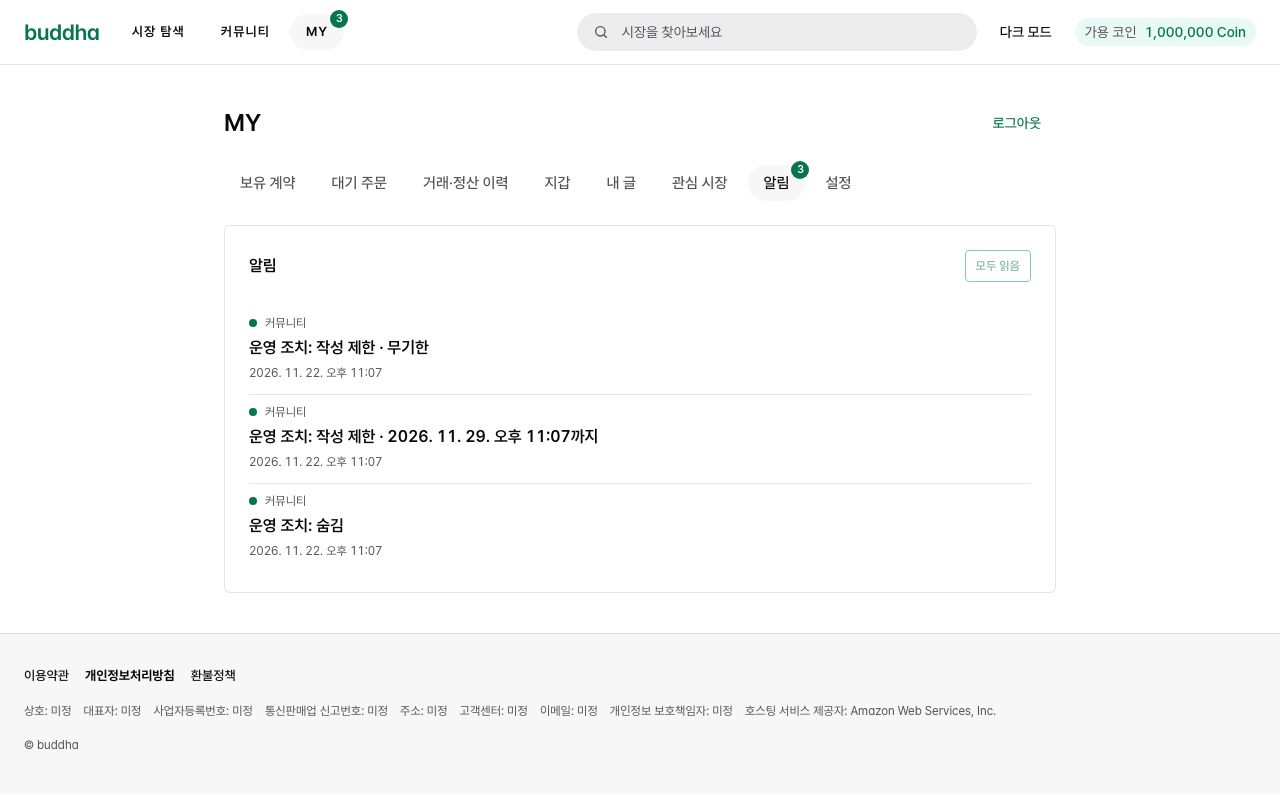 buddha 시장 탐색 커뮤니티 MY 3 시장을 찾아보세요 다크 모드 가용 코인 1,000,000 Coin
MY 로그아웃
보유 계약 대기 주문 거래·정산 이력 지갑 내 글 관심 시장 알림 3 설정
알림 모두 읽음
커뮤니티
운영 조치: 작성 제한 · 무기한
2026. 11. 22. 오후 11:07
커뮤니티
운영 조치: 작성 제한 · 2026. 11. 29. 오후 11:07까지
2026. 11. 22. 오후 11:07
커뮤니티
운영 조치: 숨김
2026. 11. 22. 오후 11:07
이용약관 개인정보처리방침 환불정책
상호: 미정 대표자: 미정 사업자등록번호: 미정 통신판매업 신고번호: 미정 주소: 미정 고객센터: 미정 이메일: 미정 개인정보 보호책임자: 미정 호스팅 서비스 제공자: Amazon Web Services, Inc.
© buddha